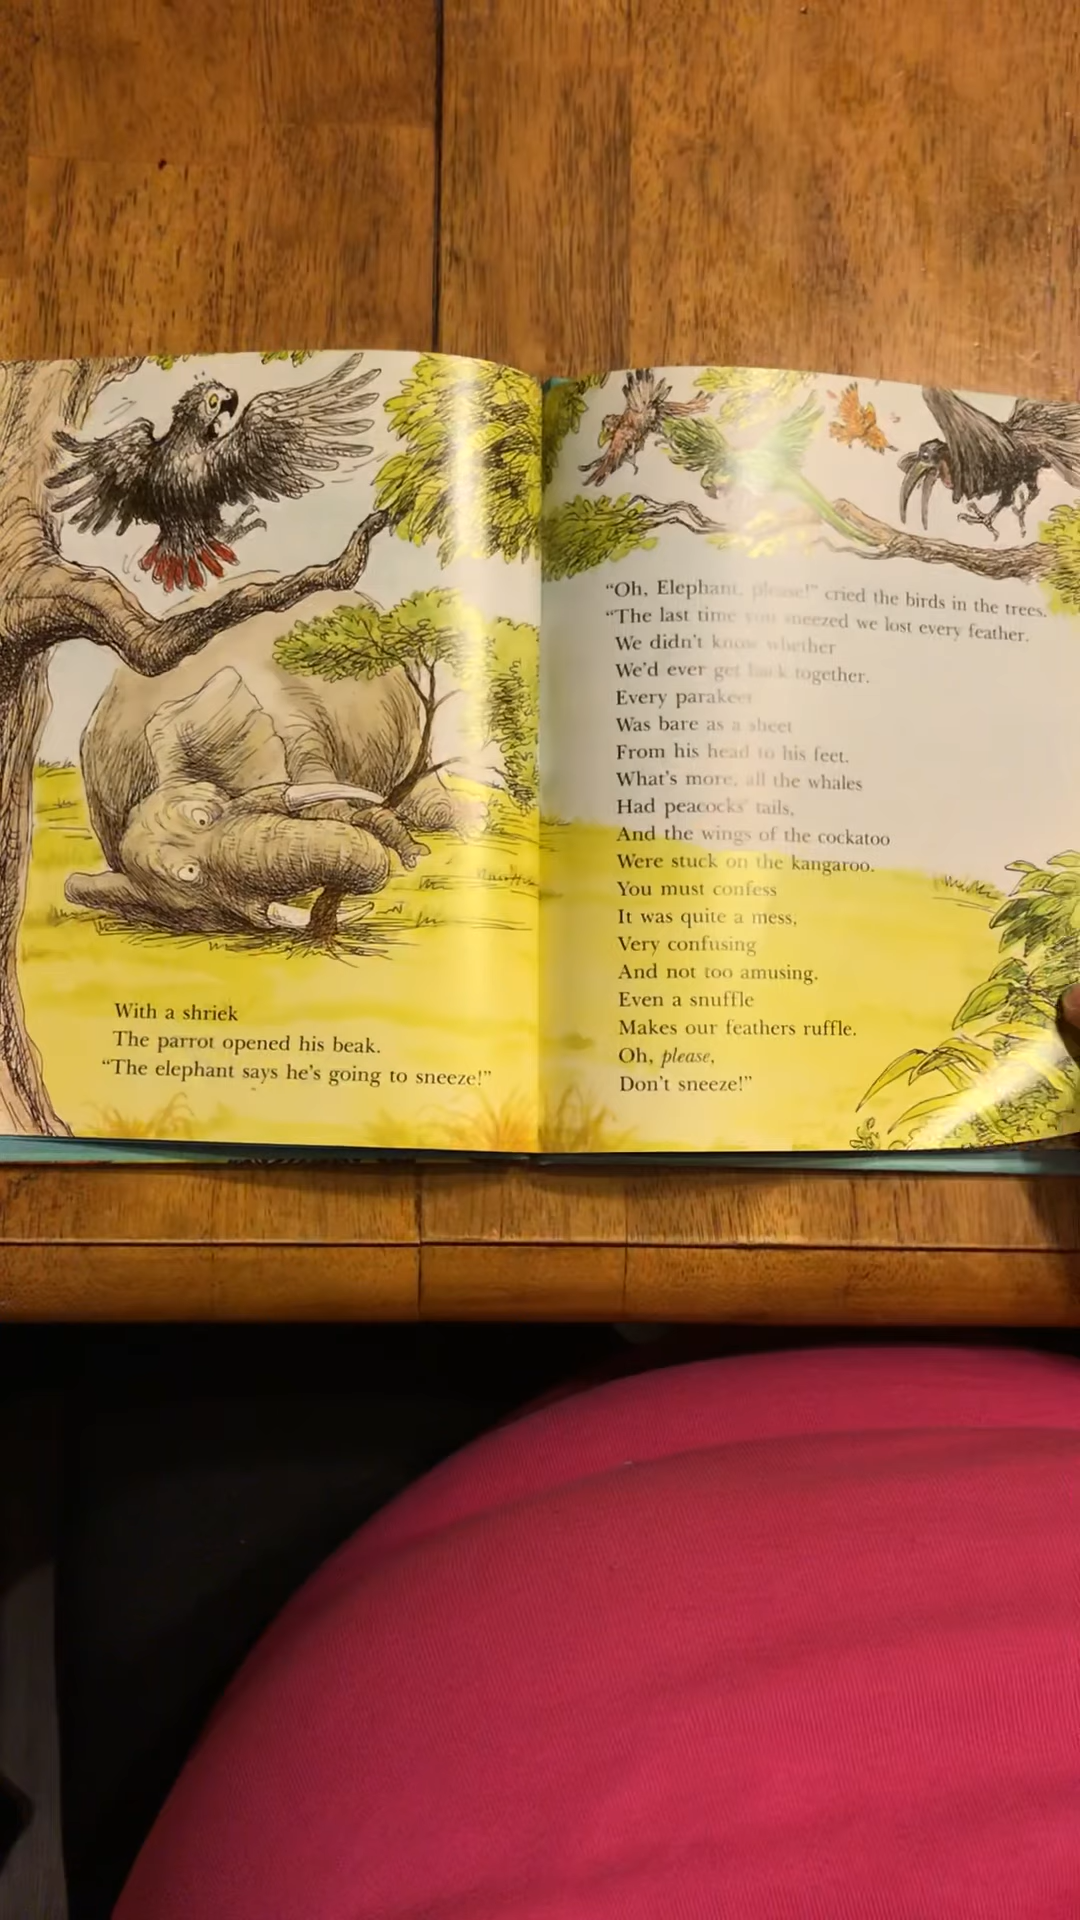 With a shriek
The parrot opened his beak.
“The elephant says he's going to sneeze!”
“Oh, Elephant, please!” cried the birds in the trees.
“The last time you sneezed we lost every feather.
We didn't know whether
We'd ever get back together.
Every parakeet
Was bare as a sheet
From his head to his feet.
What's more, all the whales
Had peacocks' tails,
And the wings of the cockatoo
Were stuck on the kangaroo.
You must confess
It was quite a mess,
Very confusing
And not too amusing.
Even a snuffle
Makes our feathers ruffle.
Oh, please,
Don't sneeze!”